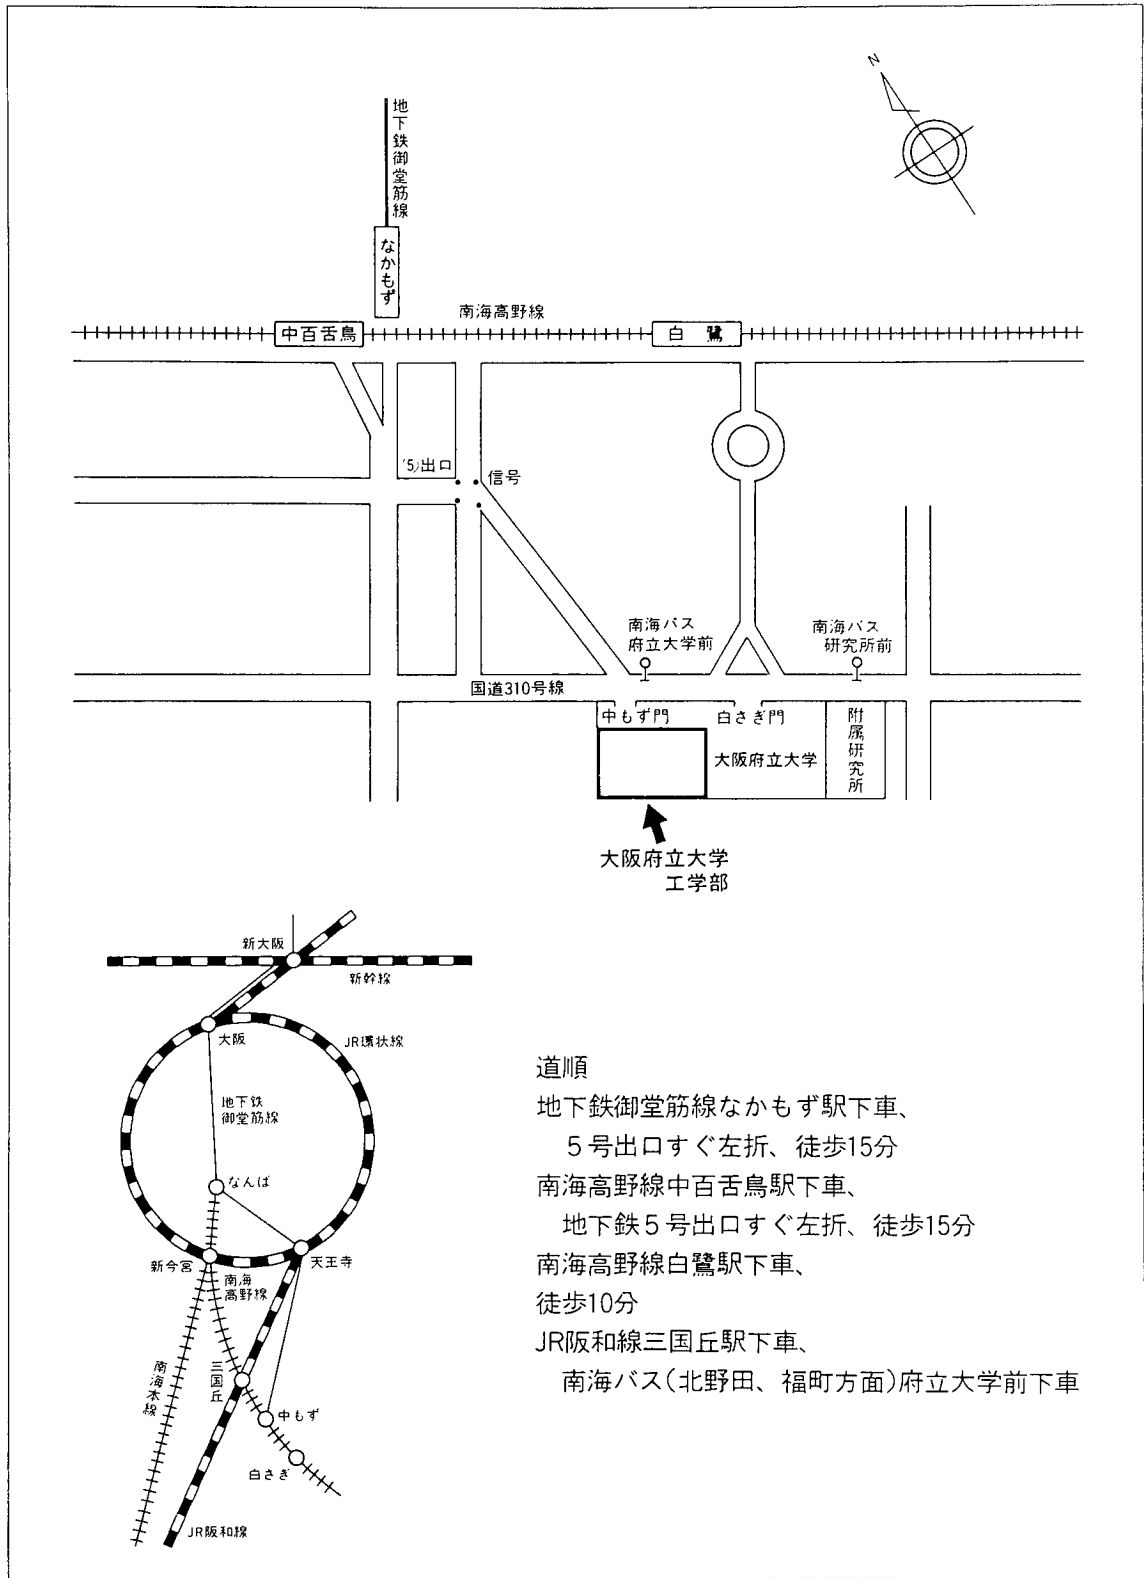 N
地下鉄御堂筋線
なかもず
南海高野線
中百舌鳥
白鷺
(5)出口
信号
南海バス
府立大学前
南海バス
研究所前
国道310号線
中もず門
白さぎ門
大阪府立大学
附属研究所
大阪府立大学
工学部
新大阪
新幹線
大阪
JR環状線
地下鉄
御堂筋線
なんば
新今宮
南海
高野線
天王寺
南海本線
三国丘
中もず
白さぎ
JR阪和線
道順
地下鉄御堂筋線なかもず駅下車、
5号出口すぐ左折、徒歩15分
南海高野線中百舌鳥駅下車、
地下鉄5号出口すぐ左折、徒歩15分
南海高野線白鷺駅下車、
徒歩10分
JR阪和線三国丘駅下車、
南海バス(北野田、福町方面)府立大学前下車